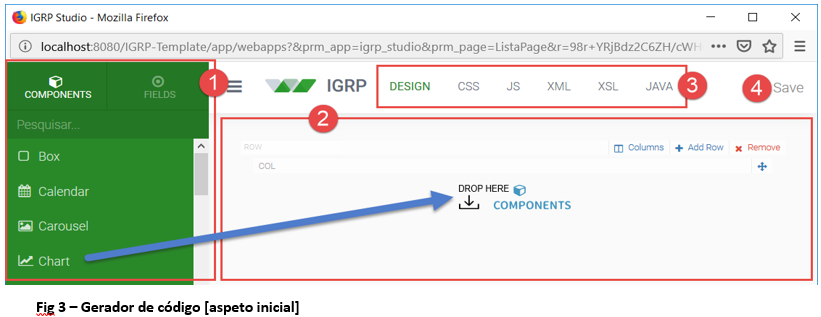 IGRP Studio - Mozilla Firefox
localhost:8080/IGRP-Template/app/webapps?&prm_app=igrp_studio&prm_page=ListaPage&r=98r+YRjBdz2C6ZH/cWH
1
COMPONENTS
FIELDS
IGRP
DESIGN
CSS
JS
XML
XSL
JAVA
3
4
Save
Pesquisar...
2
Box
Calendar
Carousel
Chart
ROW
Columns
Add Row
Remove
COL
DROP HERE
COMPONENTS
Fig 3 – Gerador de código [aspeto inicial]